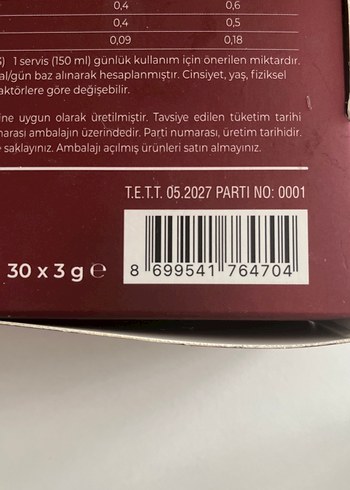 0,4 0,6
0,4 0,5
0,09 0,18
) 1 servis (150 ml) günlük kullanım için önerilen miktardır.
al/gün baz alınarak hesaplanmıştır. Cinsiyet, yaş, fiziksel
aktörlere göre değişebilir.
ine uygun olarak üretilmiştir. Tavsiye edilen tüketim tarihi
narası ambalajın üzerindedir. Parti numarası, üretim tarihidir.
saklayınız. Ambalajı açılmış ürünleri satın almayınız.
T.E.T.T. 05.2027 PARTI NO: 0001
30 x 3 g ℮
8 699541 764704